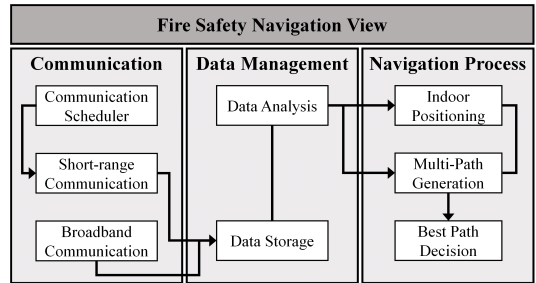 Fire Safety Navigation View
Communication
Communication
Scheduler
Short-range
Communication
Broadband
Communication
Data Management
Data Analysis
Data Storage
Navigation Process
Indoor
Positioning
Multi-Path
Generation
Best Path
Decision